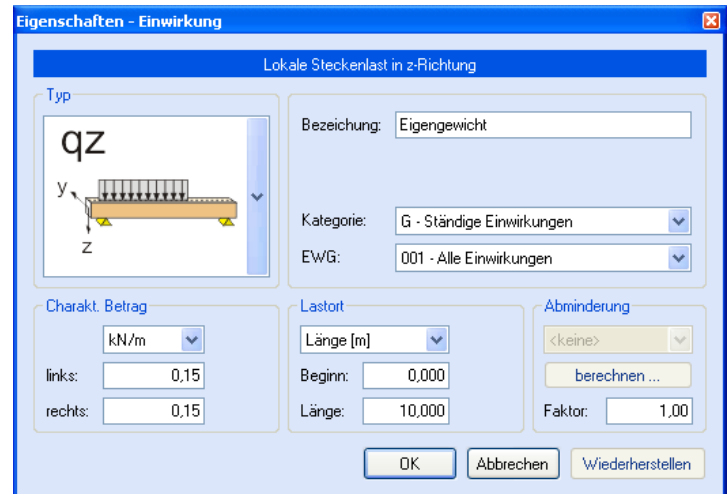 Eigenschaften - Einwirkung
Lokale Steckenlast in z-Richtung
Typ
qz
y
z
Bezeichung: Eigengewicht
Kategorie: G - Ständige Einwirkungen
EWG: 001 - Alle Einwirkungen
Charakt. Betrag
kN/m
links: 0,15
rechts: 0,15
Lastort
Länge [m]
Beginn: 0,000
Länge: 10,000
Abminderung
<keine>
berechnen ...
Faktor: 1,00
OK
Abbrechen
Wiederherstellen